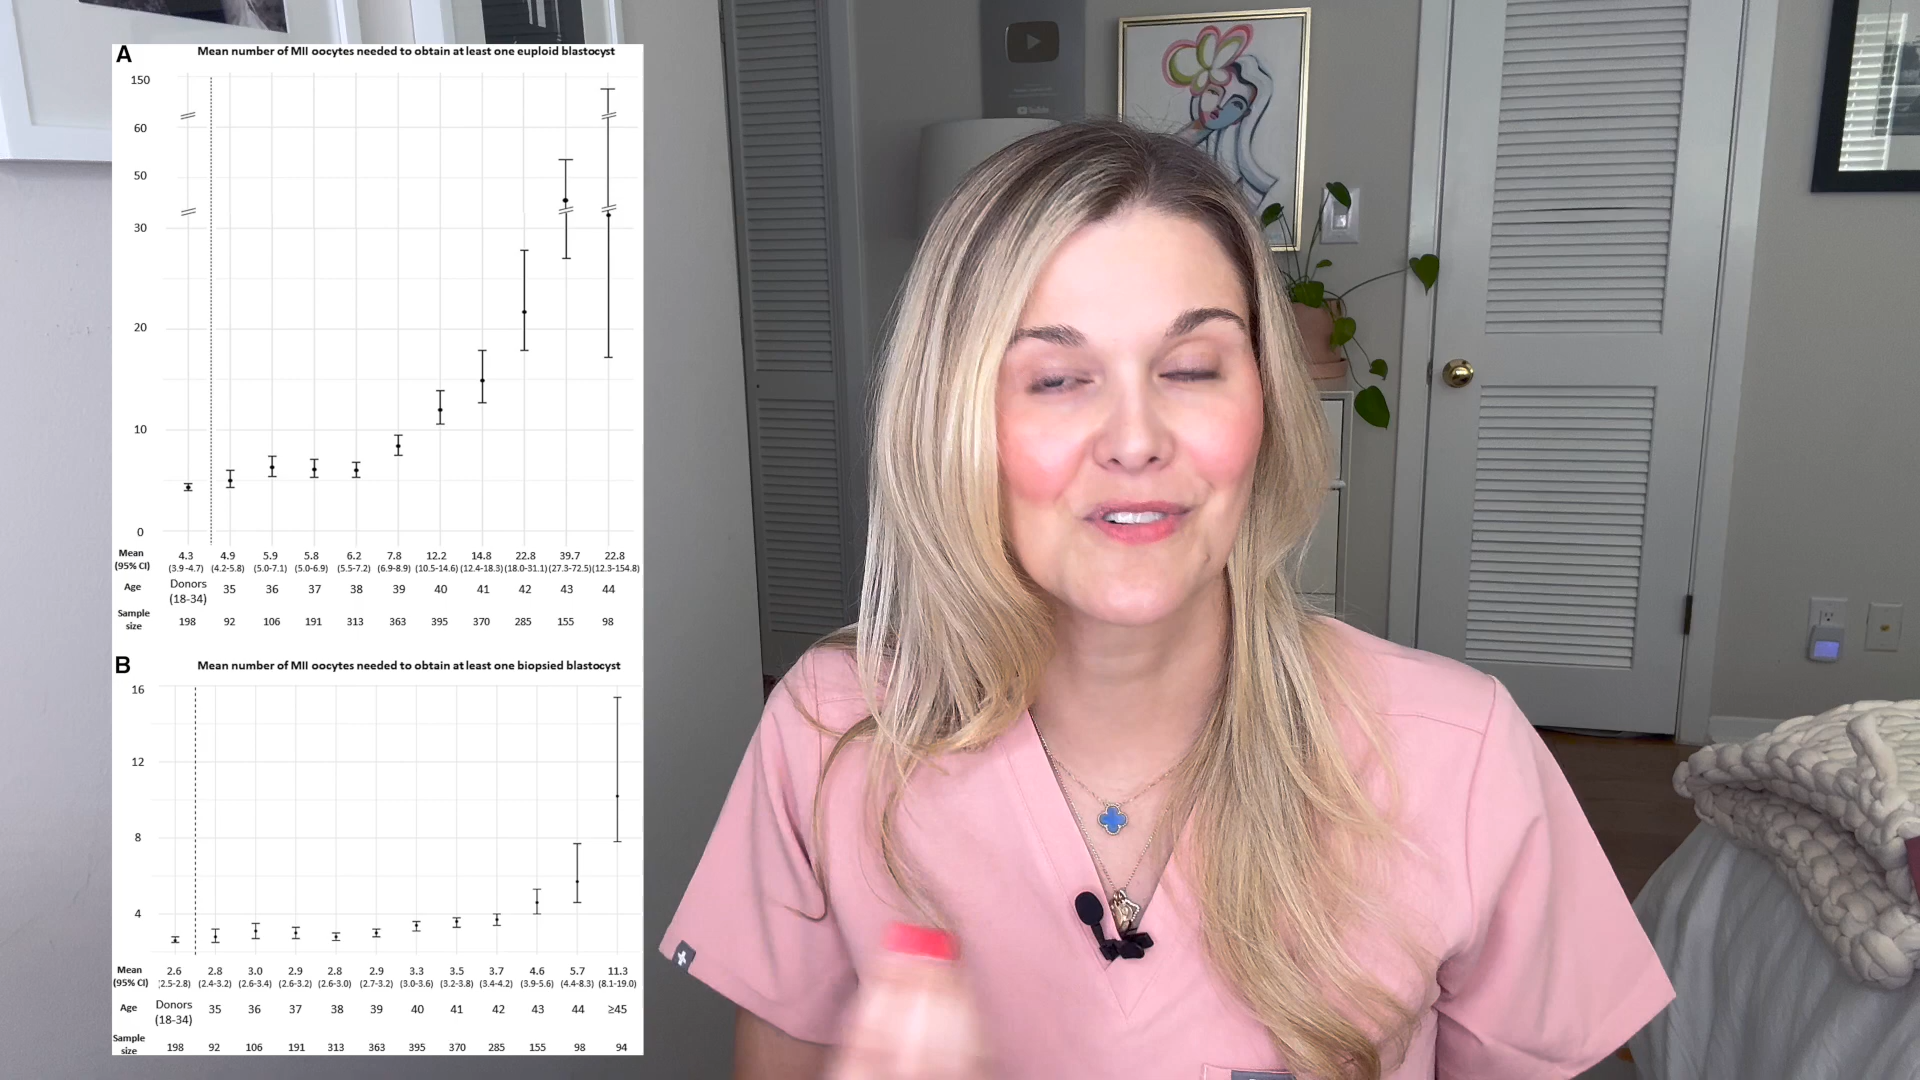 A Mean number of MII oocytes needed to obtain at least one euploid blastocyst
150
60
50
30
20
10
0
Mean 4.3 4.9 5.9 5.8 6.2 7.8 12.2 14.8 22.8 39.7 22.8
(95% CI) (3.9-4.7) (4.2-5.8) (5.0-7.1) (5.0-6.9) (5.5-7.2) (6.9-8.9) (10.5-14.6) (12.4-18.3) (18.0-31.1) (27.3-72.5) (12.3-154.8)
Age Donors 35 36 37 38 39 40 41 42 43 44
(18-34)
Sample
size 198 92 106 191 313 363 395 370 285 155 98
B Mean number of MII oocytes needed to obtain at least one biopsied blastocyst
16
12
8
4
Mean 2.6 2.8 3.0 2.9 2.8 2.9 3.3 3.5 3.7 4.6 5.7 11.3
(95% CI) (2.5-2.8) (2.4-3.2) (2.6-3.4) (2.6-3.2) (2.6-3.0) (2.7-3.2) (3.0-3.6) (3.2-3.8) (3.4-4.2) (3.9-5.6) (4.4-8.3) (8.1-19.0)
Age Donors 35 36 37 38 39 40 41 42 43 44 ≥45
(18-34)
Sample
size 198 92 106 191 313 363 395 370 285 155 98 94
YouTube